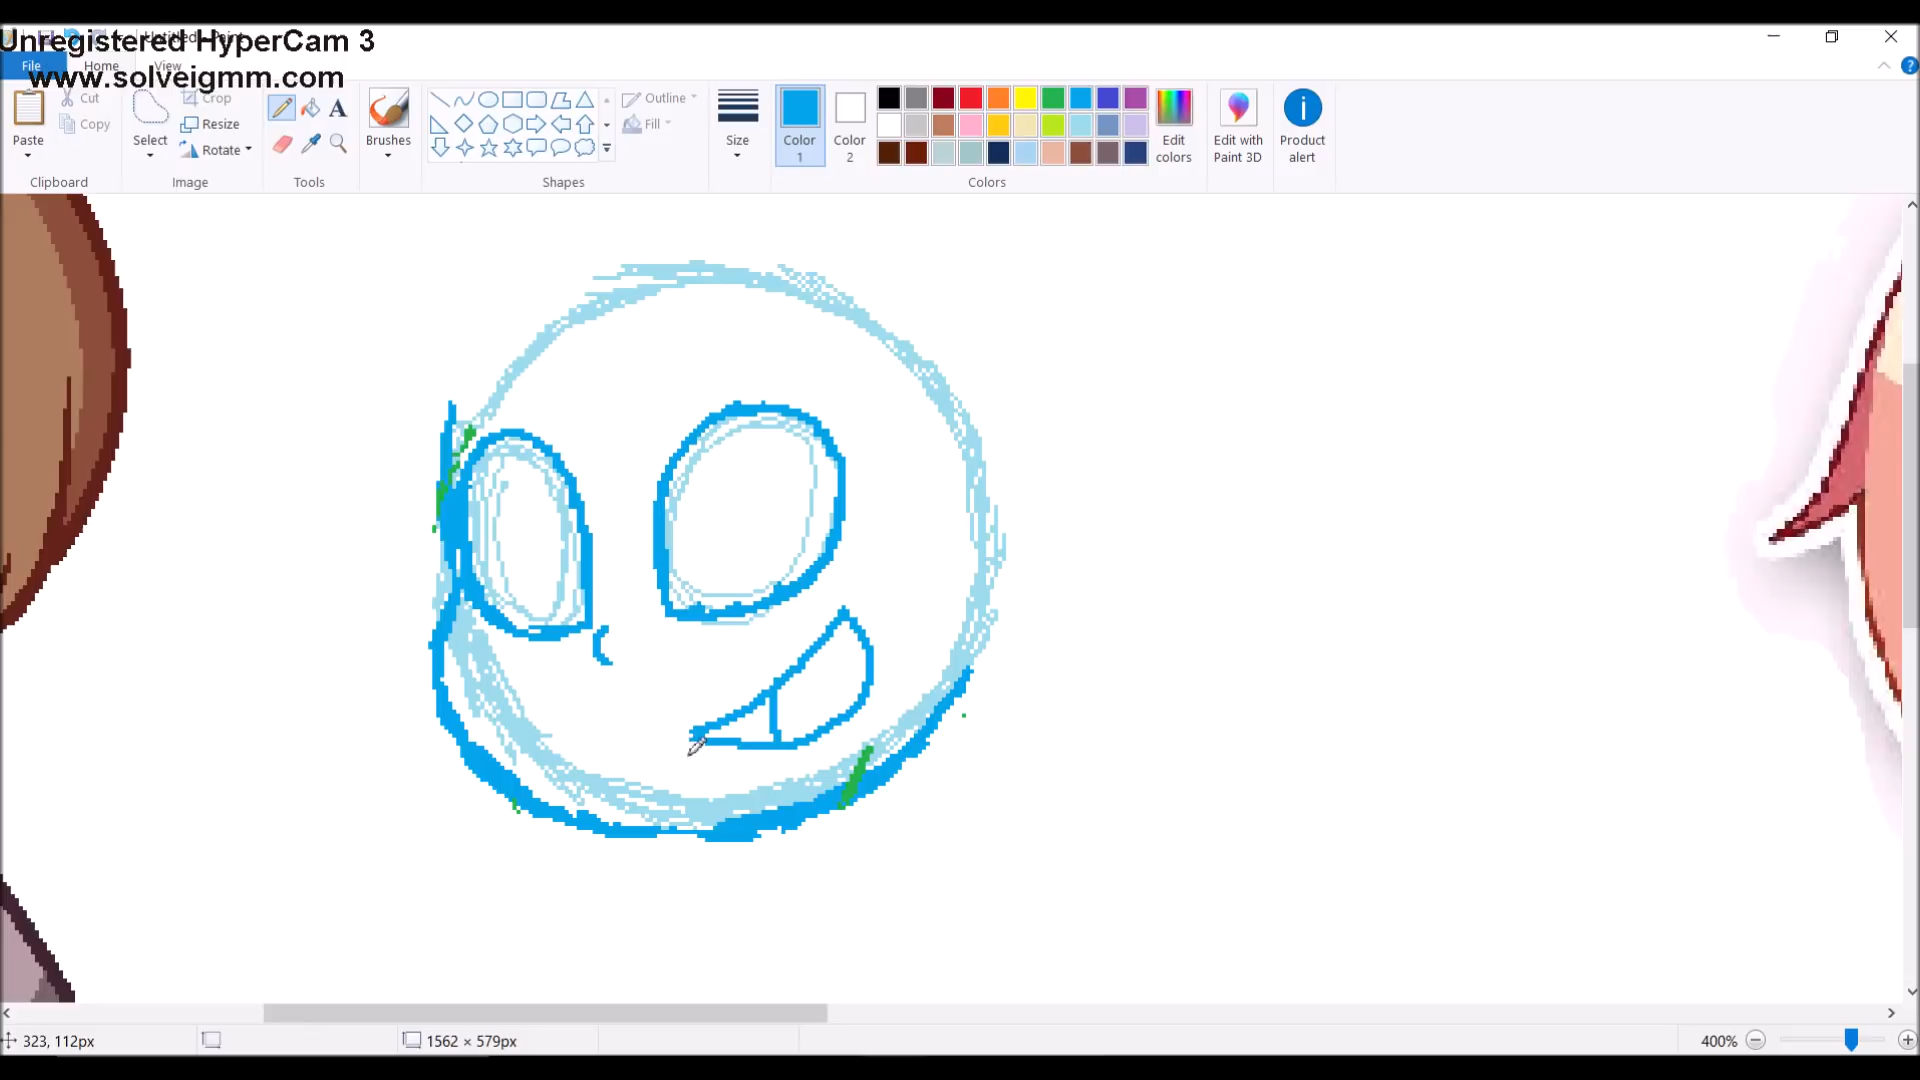 Untitled - Paint
Unregistered HyperCam 3
File Home View
www.solveigmm.com
Paste
Cut
Copy
Clipboard
Select
Crop
Resize
Rotate
Image
A
Tools
Brushes
Outline
Fill
Shapes
Size
Color 1
Color 2
Edit colors
Colors
Edit with Paint 3D
Product alert
323, 112px
1562 × 579px
400%